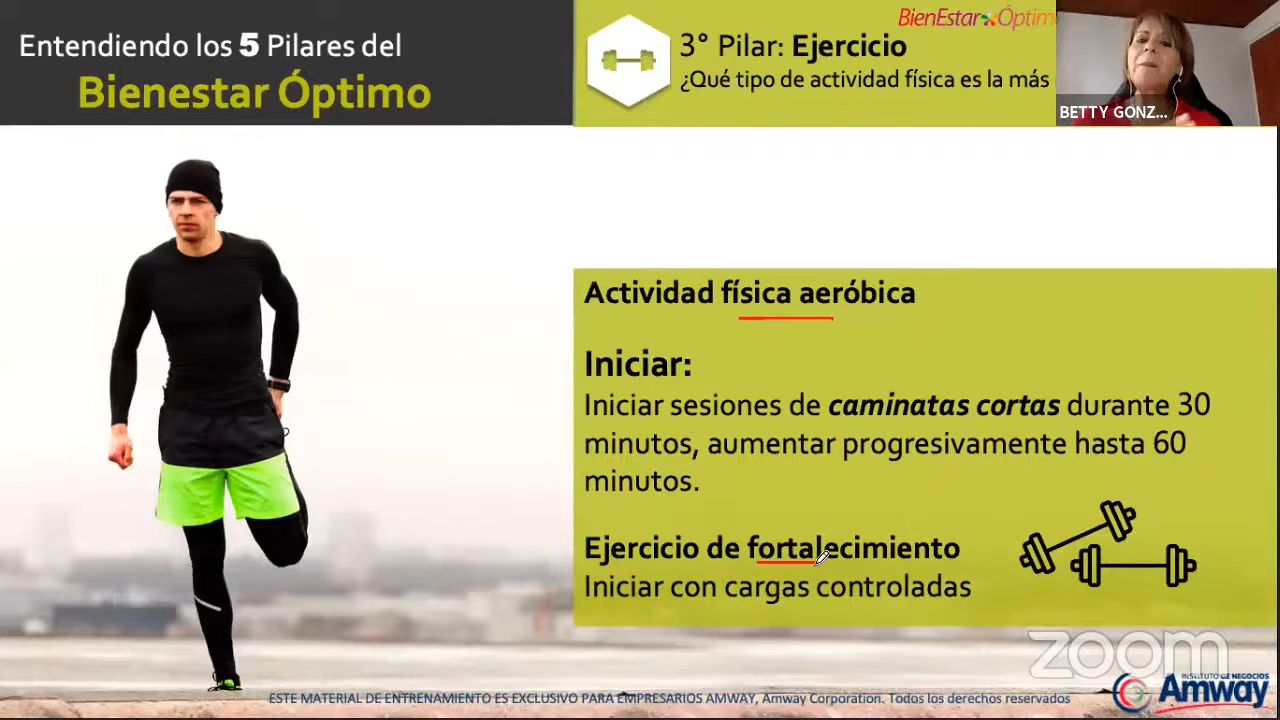 Entendiendo los 5 Pilares del
Bienestar Óptimo
BienEstar Óptim
3° Pilar: Ejercicio
¿Qué tipo de actividad física es la más
BETTY GONZ...
Actividad física aeróbica
Iniciar:
Iniciar sesiones de caminatas cortas durante 30
minutos, aumentar progresivamente hasta 60
minutos.
Ejercicio de fortalecimiento
Iniciar con cargas controladas
zoom
INSTITUTO DE NEGOCIOS
Amway
ESTE MATERIAL DE ENTRENAMIENTO ES EXCLUSIVO PARA EMPRESARIOS AMWAY, Amway Corporation. Todos los derechos reservados